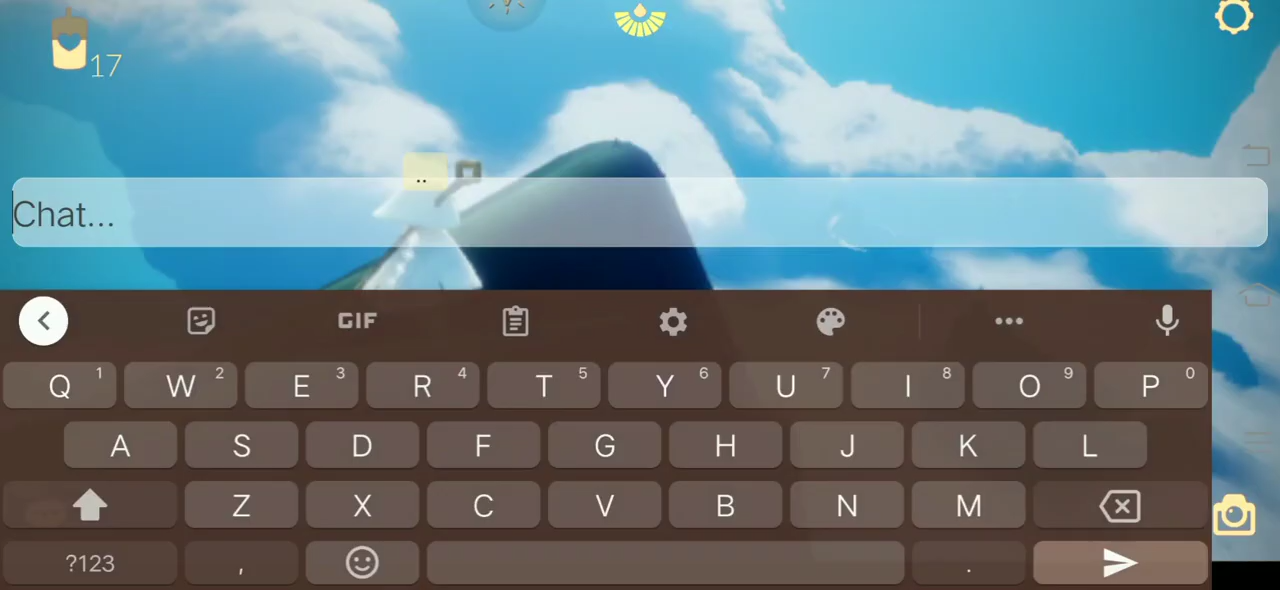 17
..
Chat...
GIF
Q 1 W 2 E 3 R 4 T 5 Y 6 U 7 I 8 O 9 P 0
A S D F G H J K L
Z X C V B N M
?123 , .